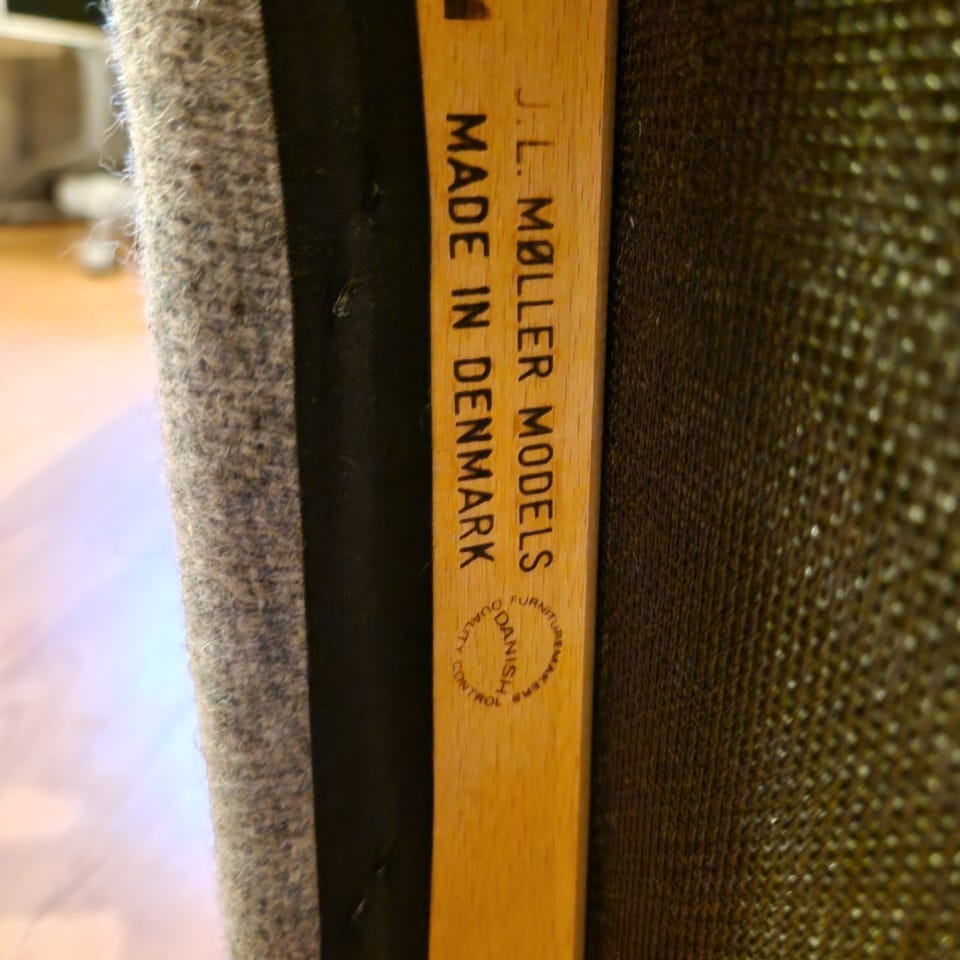 J.L. MØLLER MODELS
MADE IN DENMARK
FURNITUREMAKERS
DANISH
QUALITY CONTROL